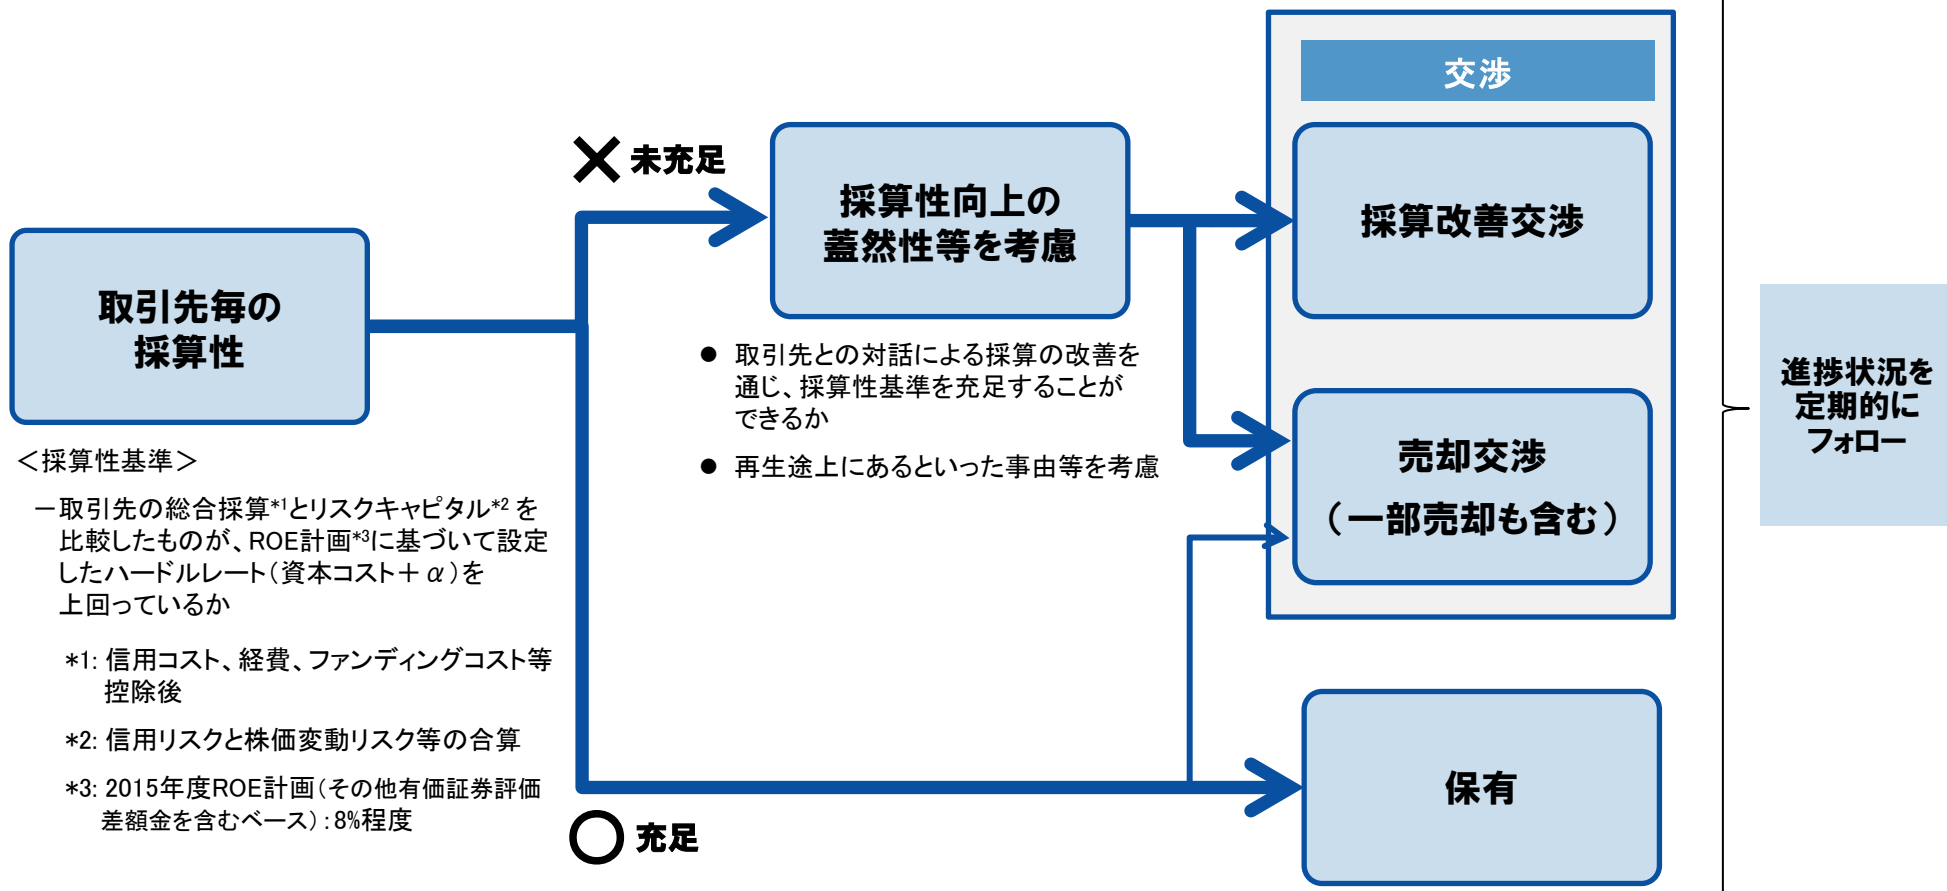 取引先毎の
採算性
＜採算性基準＞
－取引先の総合採算*1とリスクキャピタル*2 を
比較したものが、ROE計画*3に基づいて設定
したハードルレート（資本コスト＋α）を
上回っているか
*1: 信用コスト、経費、ファンディングコスト等
控除後
*2: 信用リスクと株価変動リスク等の合算
*3: 2015年度ROE計画（その他有価証券評価
差額金を含むベース）：8%程度
未充足
充足
採算性向上の
蓋然性等を考慮
● 取引先との対話による採算の改善を
通じ、採算性基準を充足することが
できるか
● 再生途上にあるといった事由等を考慮
交渉
採算改善交渉
売却交渉
（一部売却も含む）
保有
進捗状況を
定期的に
フォロー